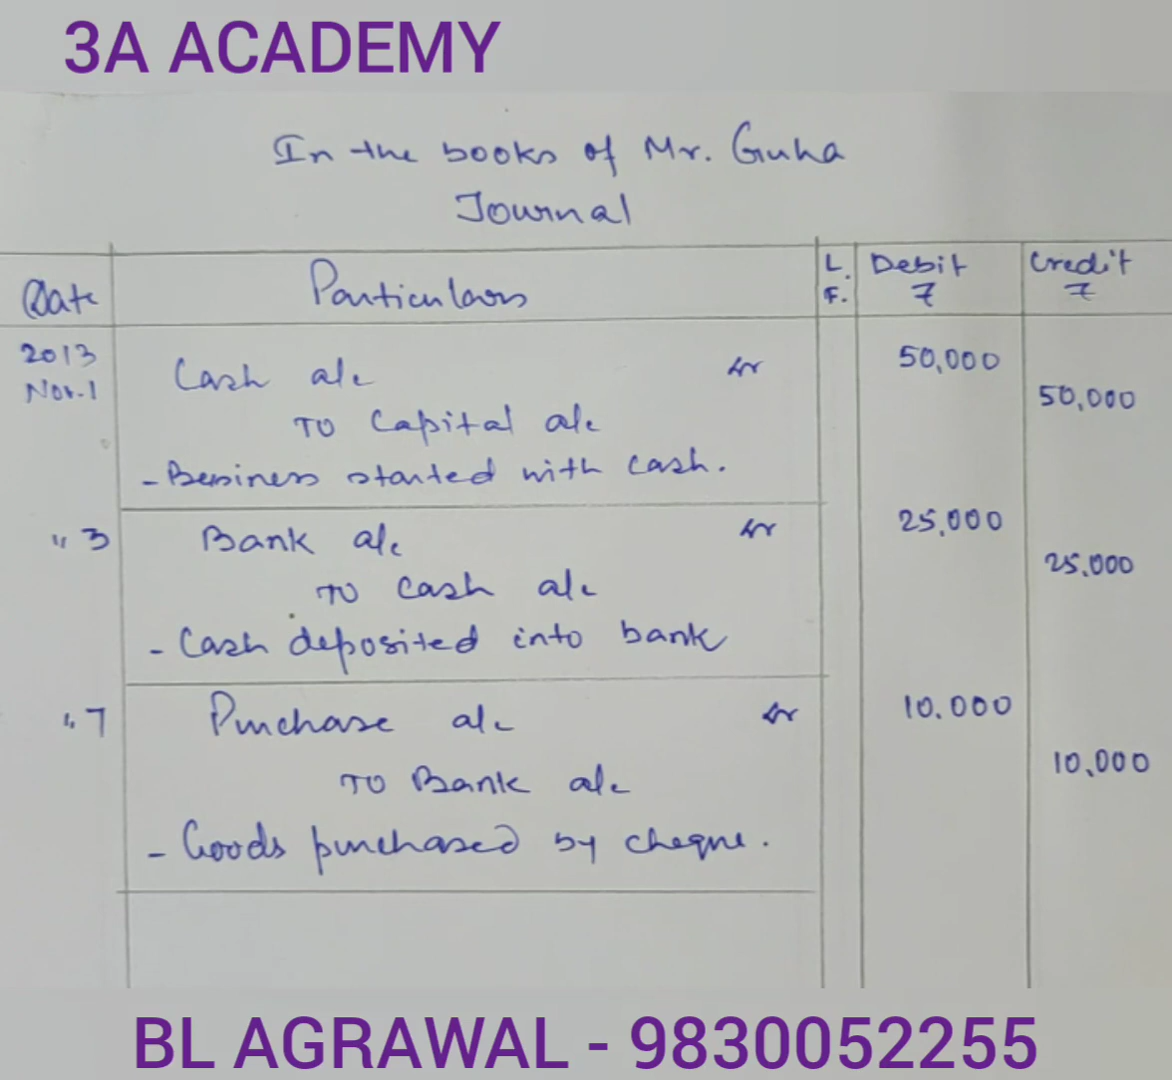 3A ACADEMY
In the books of Mr. Guha
Journal
Date Particulars L.F. Debit ₹ Credit ₹
2013
Nov. 1 Cash a/c Dr 50,000
To Capital a/c 50,000
- Business started with cash.
" 3 Bank a/c Dr 25,000
To Cash a/c 25,000
- Cash deposited into bank
" 7 Purchase a/c Dr 10,000
To Bank a/c 10,000
- Goods purchased by cheque.
BL AGRAWAL - 9830052255